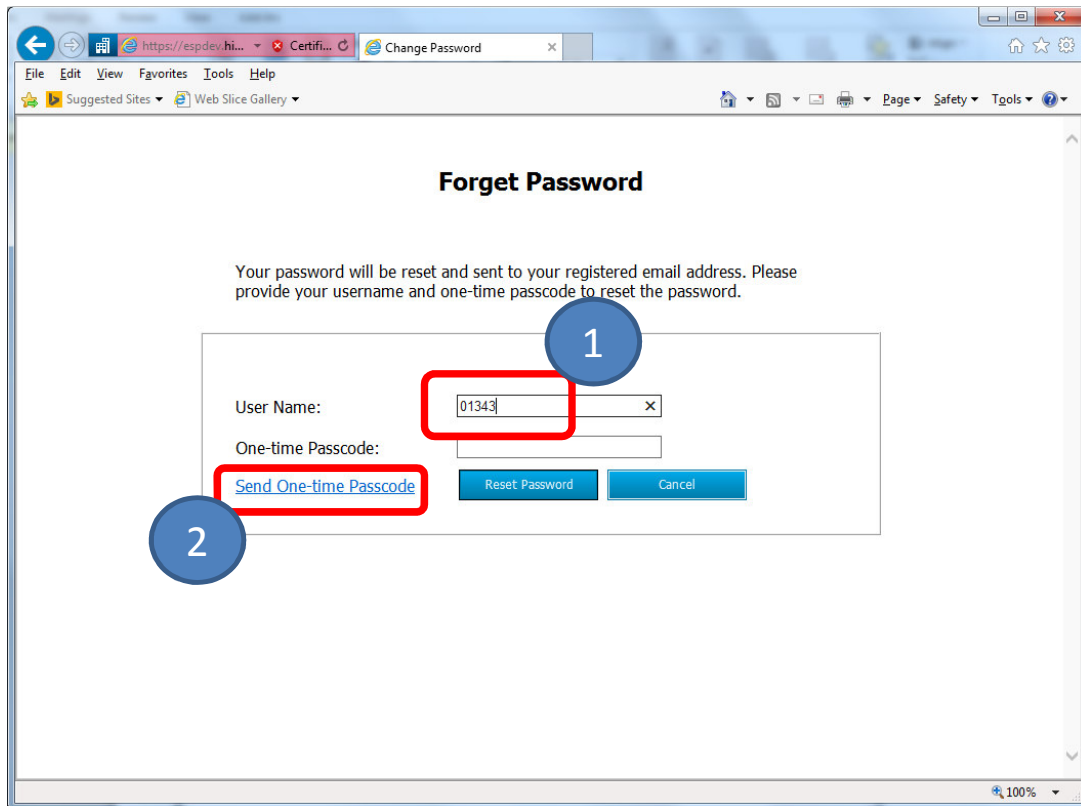 https://espdev.hi... Certifi... Change Password
File Edit View Favorites Tools Help
Suggested Sites Web Slice Gallery Page Safety Tools
Forget Password
Your password will be reset and sent to your registered email address. Please
provide your username and one-time passcode to reset the password.
1
User Name: 01343
One-time Passcode:
Send One-time Passcode Reset Password Cancel
2
100%